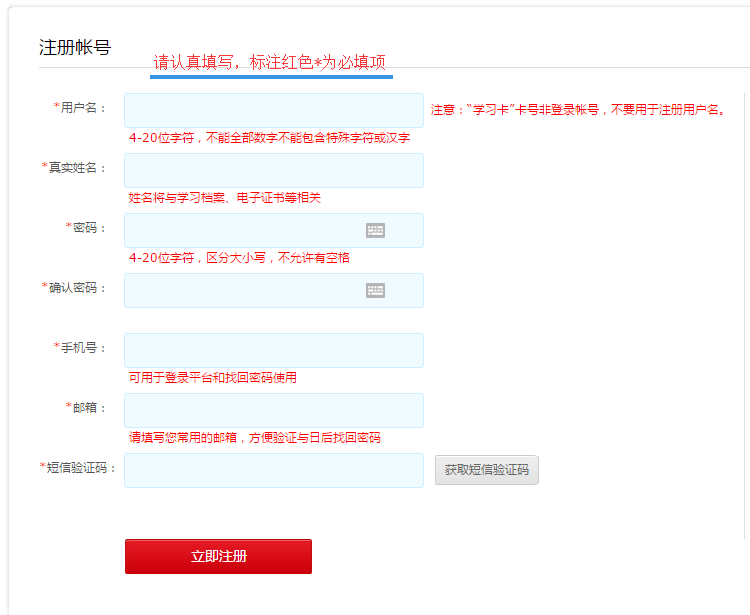 注册帐号
请认真填写，标注红色*为必填项
*用户名：
注意：“学习卡”卡号非登录帐号，不要用于注册用户名。
4-20位字符，不能全部数字不能包含特殊字符或汉字
*真实姓名：
姓名将与学习档案、电子证书等相关
*密码：
4-20位字符，区分大小写，不允许有空格
*确认密码：
*手机号：
可用于登录平台和找回密码使用
*邮箱：
请填写您常用的邮箱，方便验证与日后找回密码
*短信验证码：
获取短信验证码
立即注册